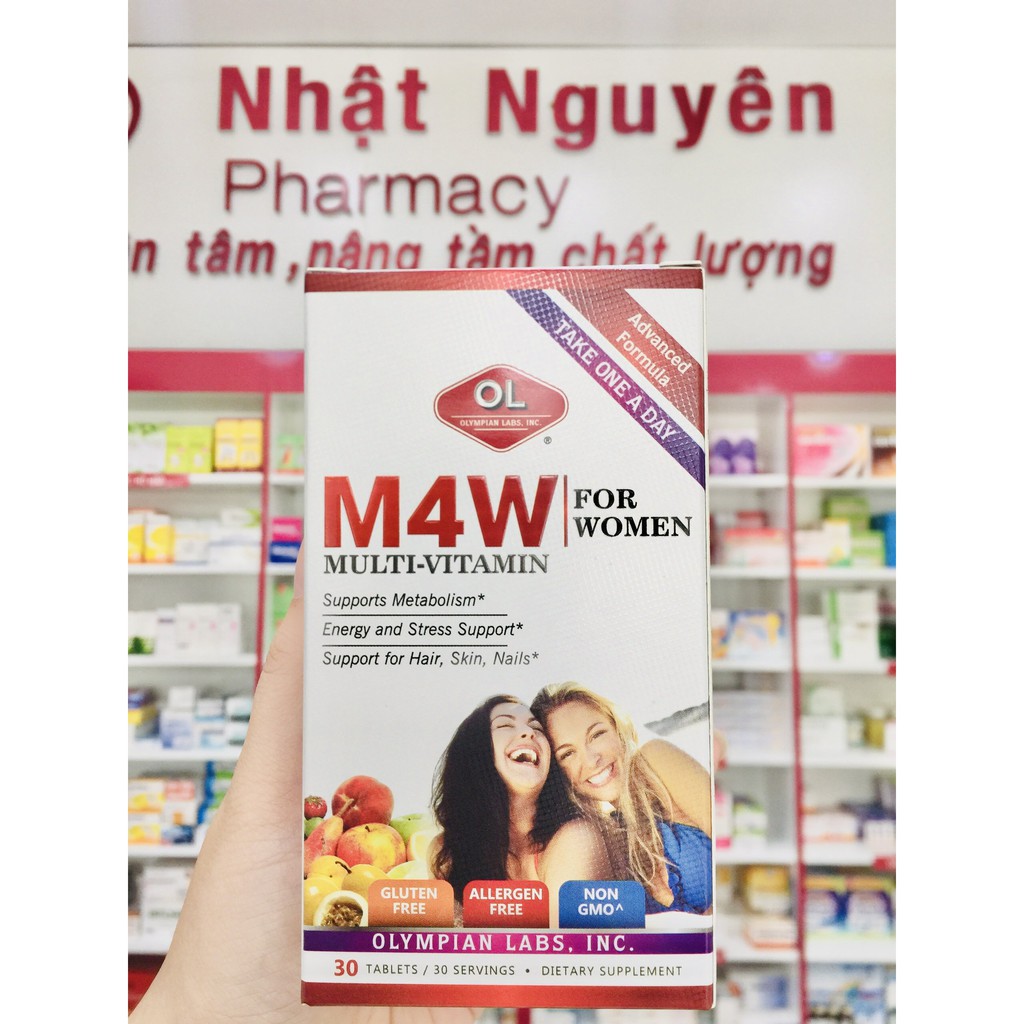 Nhật Nguyên
Pharmacy
tâm, nâng tầm chất lượng
Advanced
Formula
TAKE ONE A DAY
OL
OLYMPIAN LABS, INC.
®
M4W
FOR
WOMEN
MULTI-VITAMIN
Supports Metabolism*
Energy and Stress Support*
Support for Hair, Skin, Nails*
GLUTEN
FREE
ALLERGEN
FREE
NON
GMO^
OLYMPIAN LABS, INC.
30 TABLETS / 30 SERVINGS • DIETARY SUPPLEMENT